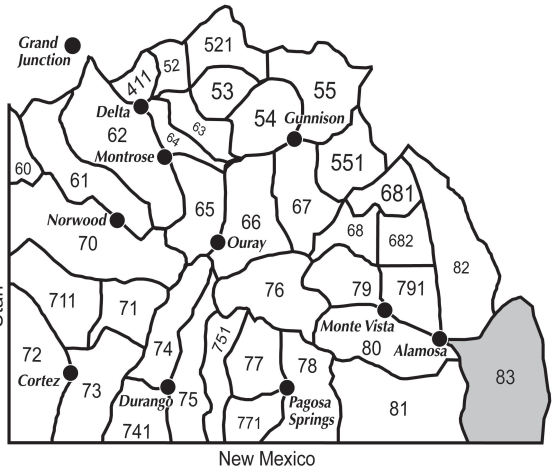 Grand
Junction
521
52
411
53
55
Delta
54
Gunnison
62
64
63
Montrose
551
60
61
681
65
66
67
Norwood
68
682
70
Ouray
82
76
79
791
711
71
Monte Vista
751
72
74
77
78
80
Alamosa
Cortez
73
83
Durango
75
Pagosa
Springs
81
741
771
Utah
New Mexico